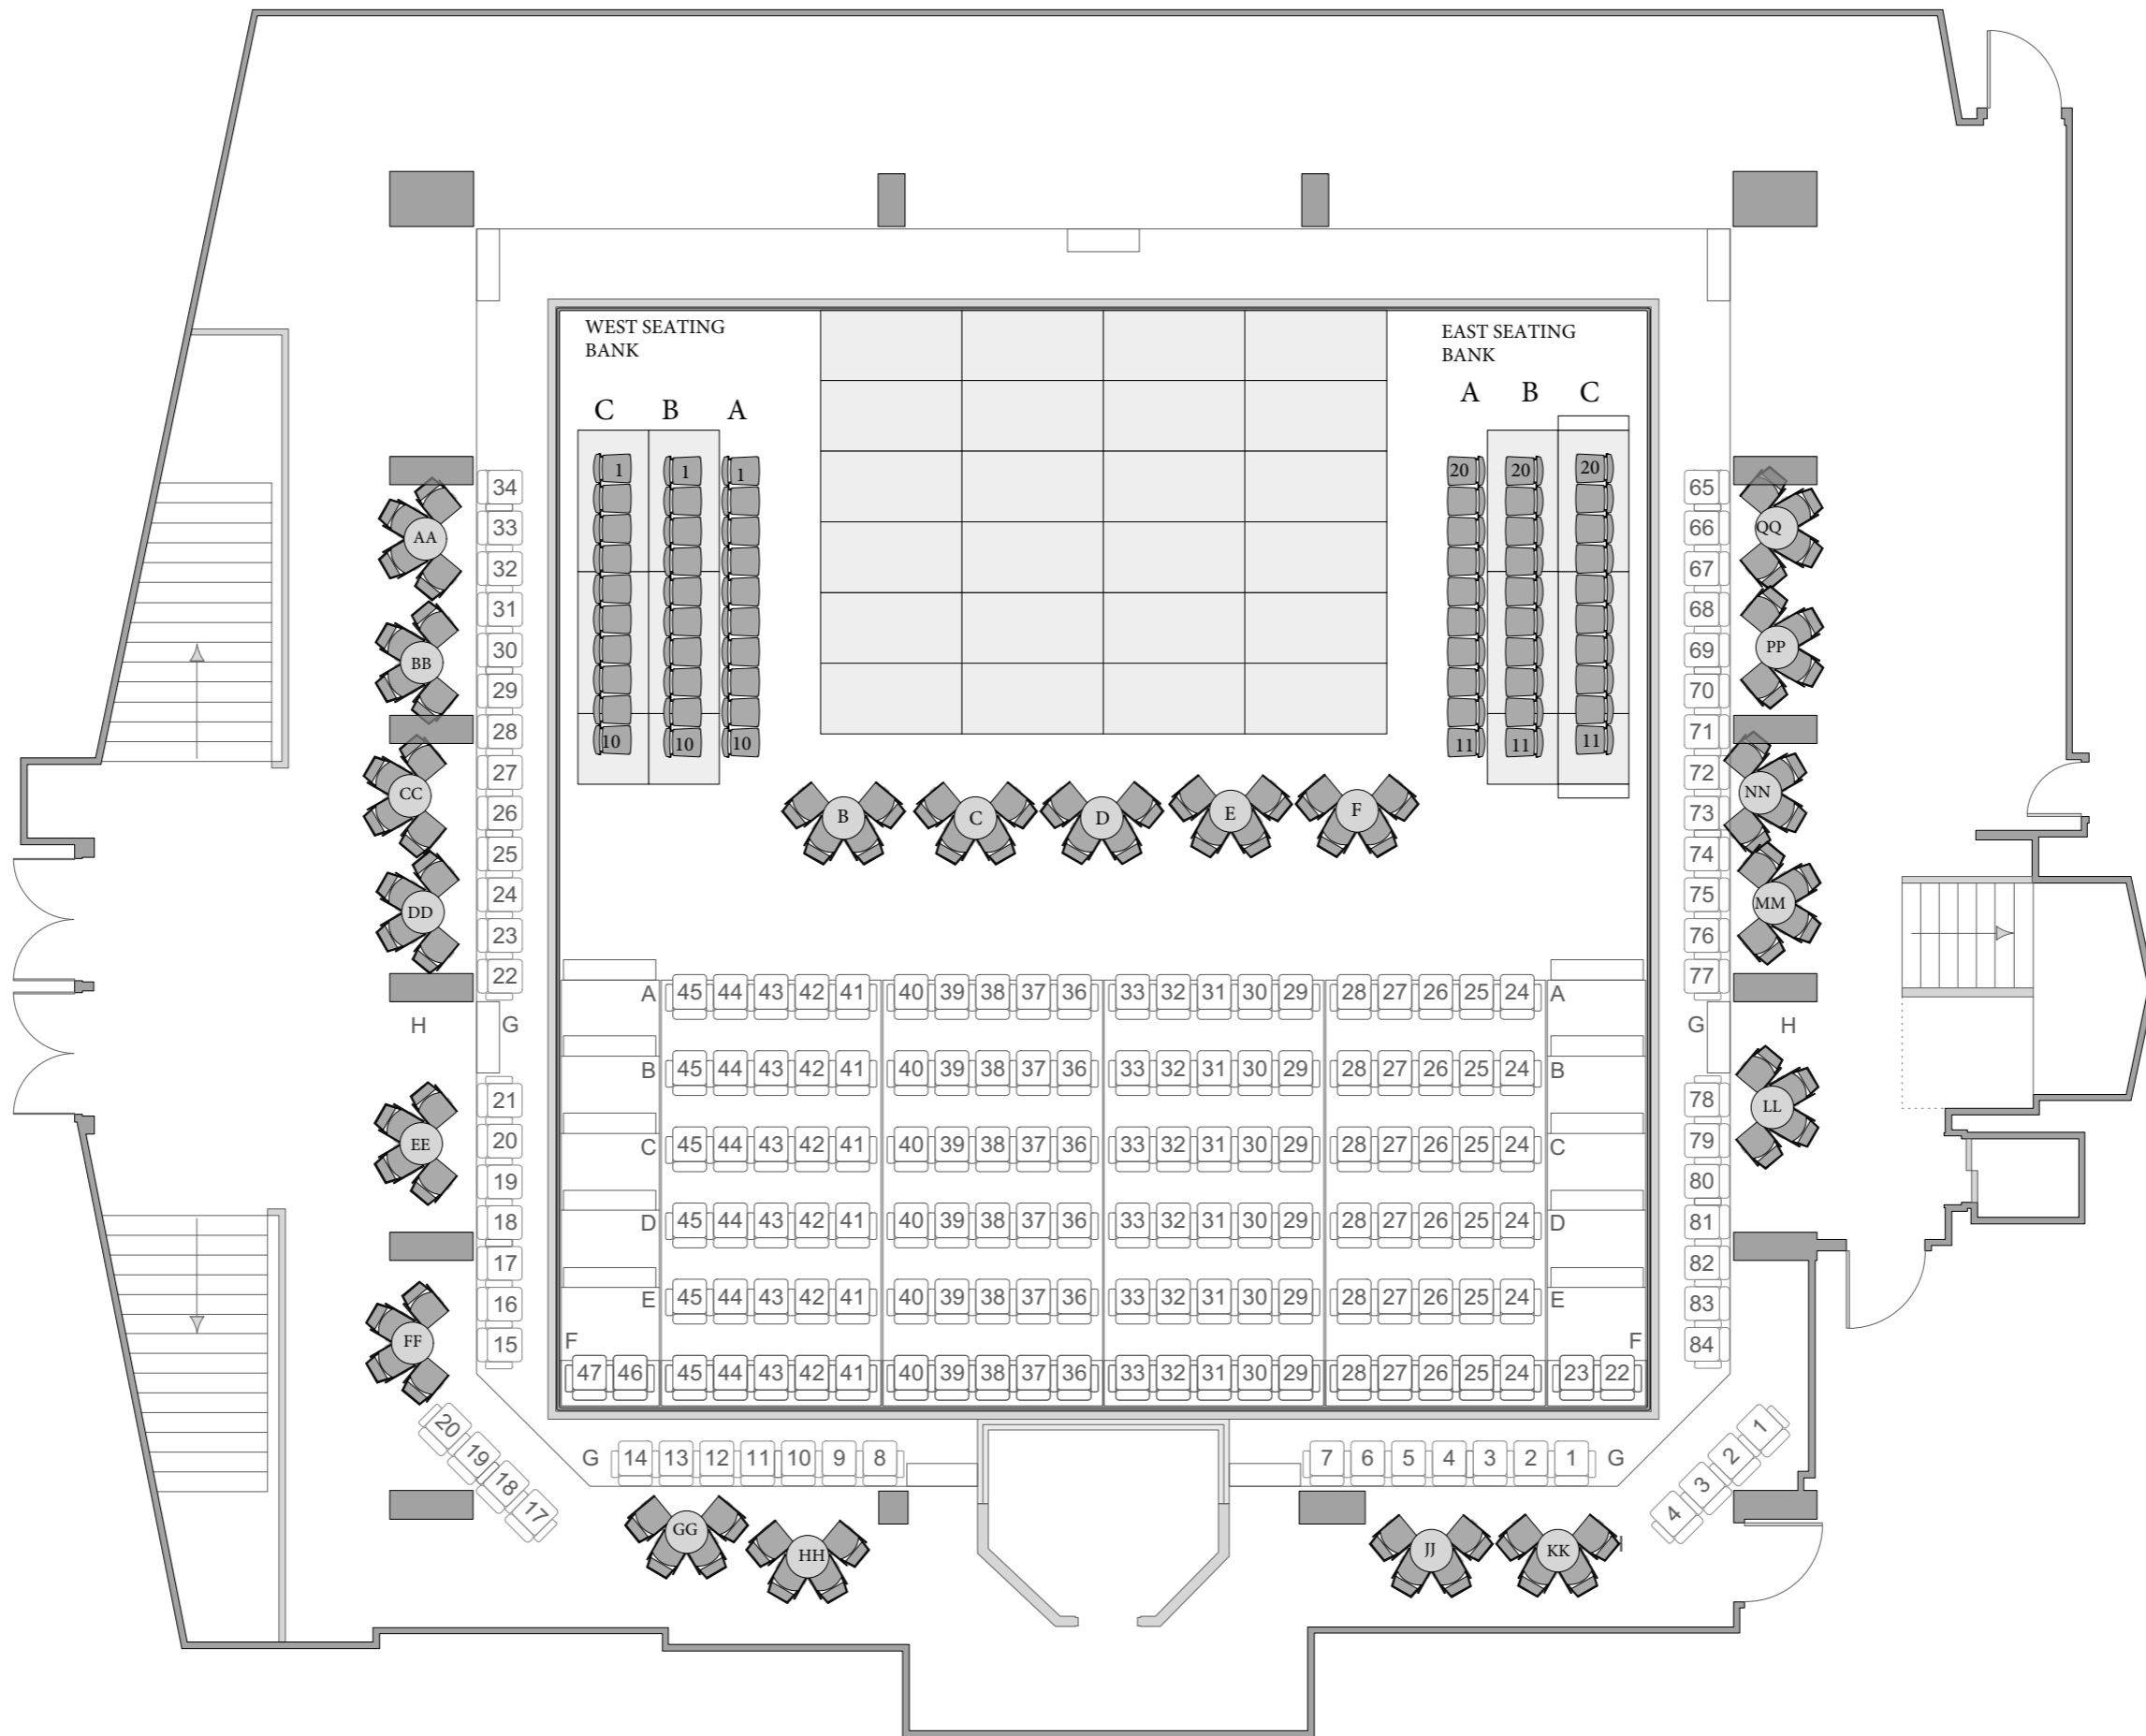 WEST SEATING
BANK
EAST SEATING
BANK
C B A
A B C
1 1 1
20 20 20
10 10 10
11 11 11
34
33
32
31
30
29
28
27
26
25
24
23
22
H G
21
20
19
18
17
16
15
AA
BB
CC
DD
EE
FF
65
66
67
68
69
70
71
72
73
74
75
76
77
G H
78
79
80
81
82
83
84
QQ
PP
NN
MM
LL
B C D E F
A 45 44 43 42 41 40 39 38 37 36 33 32 31 30 29 28 27 26 25 24 A
B 45 44 43 42 41 40 39 38 37 36 33 32 31 30 29 28 27 26 25 24 B
C 45 44 43 42 41 40 39 38 37 36 33 32 31 30 29 28 27 26 25 24 C
D 45 44 43 42 41 40 39 38 37 36 33 32 31 30 29 28 27 26 25 24 D
E 45 44 43 42 41 40 39 38 37 36 33 32 31 30 29 28 27 26 25 24 E
F F
47 46 45 44 43 42 41 40 39 38 37 36 33 32 31 30 29 28 27 26 25 24 23 22
20
19
18
17
G 14 13 12 11 10 9 8
7 6 5 4 3 2 1 G
1
2
3
4
GG HH
JJ KK